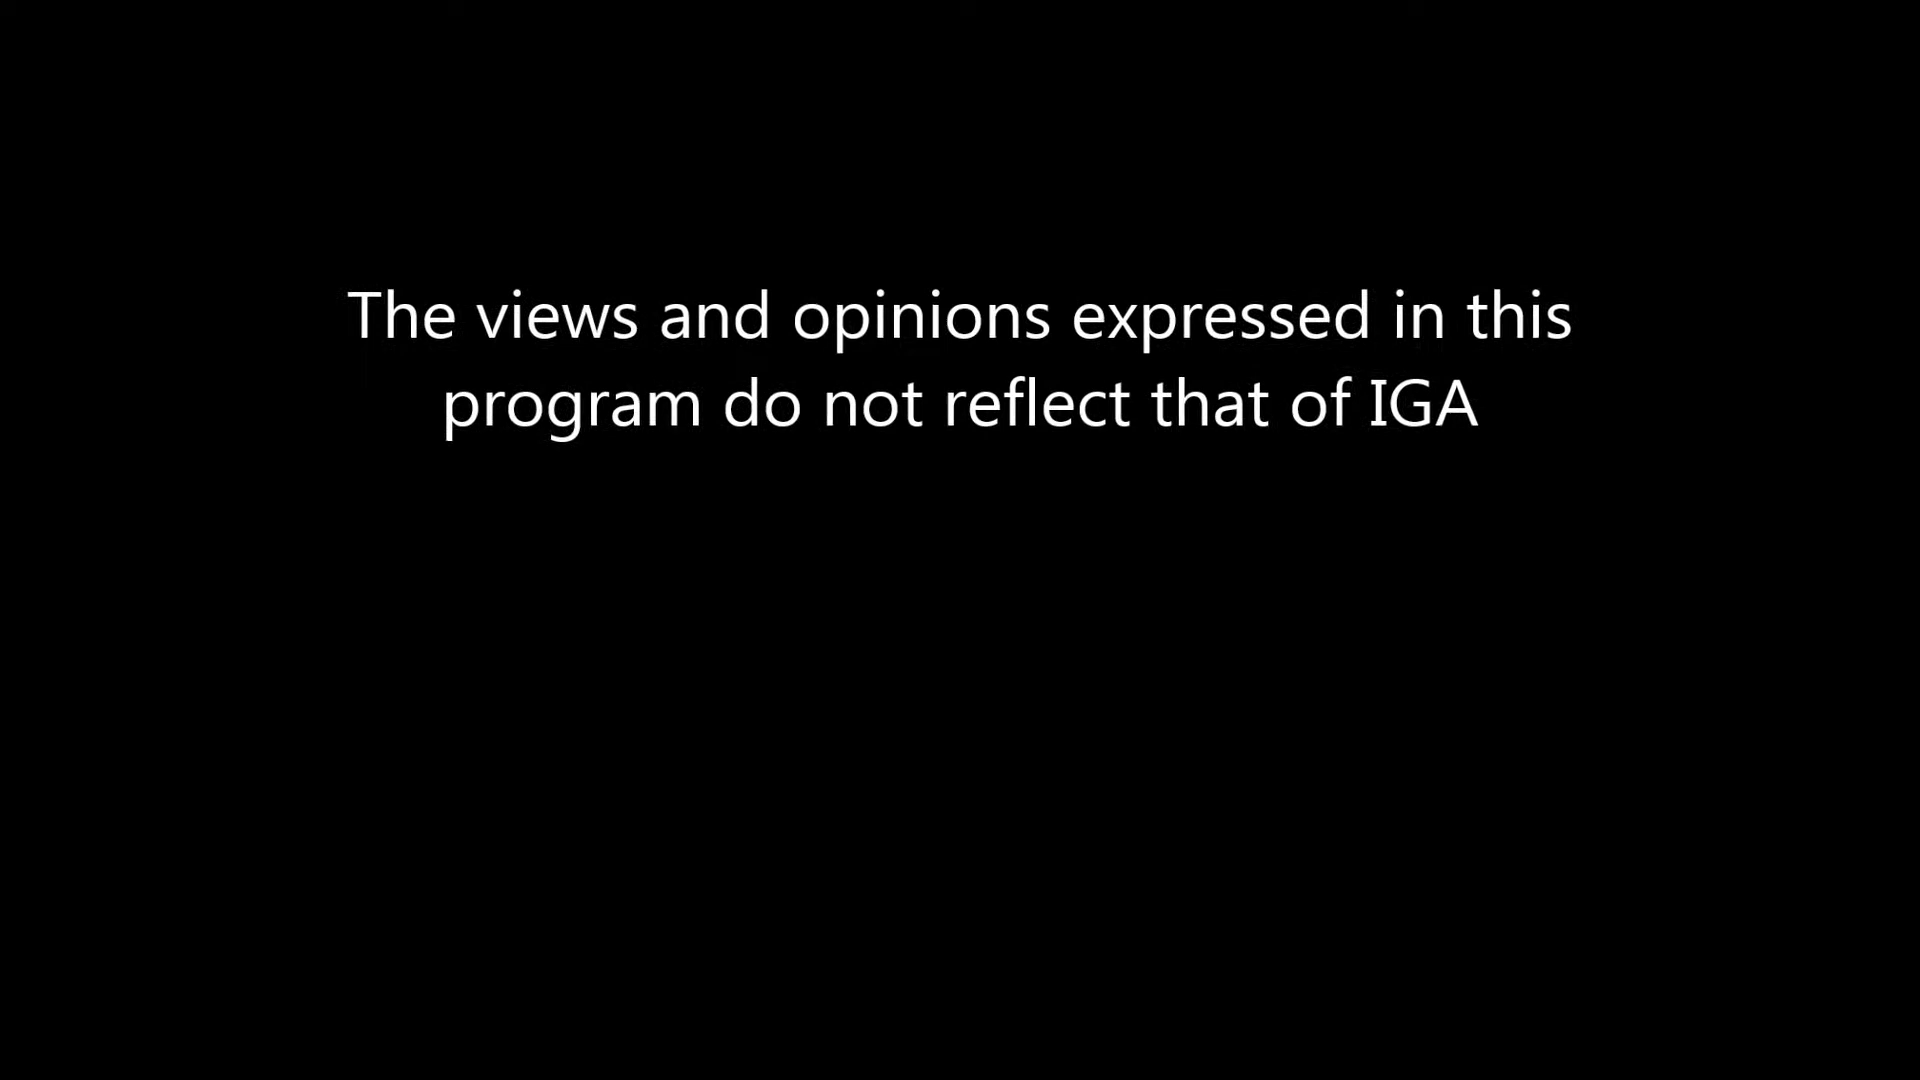 The views and opinions expressed in this
program do not reflect that of IGA